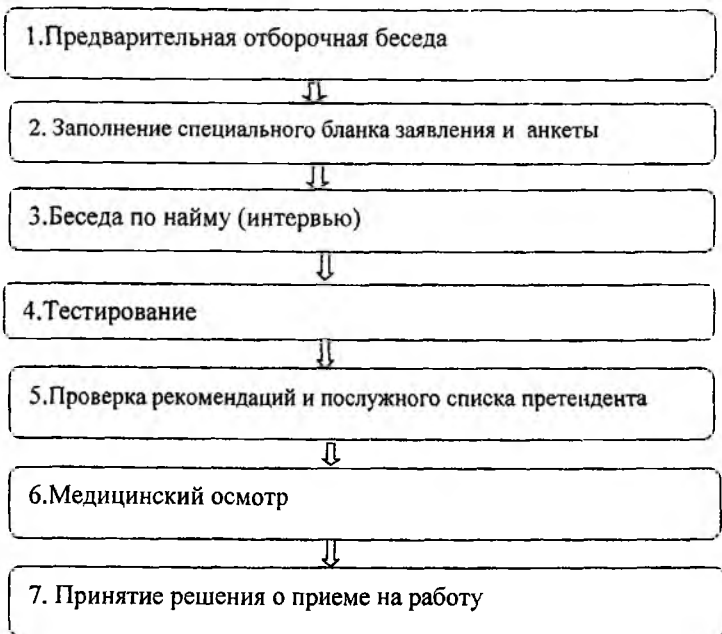 1.Предварительная отборочная беседа
2. Заполнение специального бланка заявления и анкеты
3.Беседа по найму (интервью)
4.Тестирование
5.Проверка рекомендаций и послужного списка претендента
6.Медицинский осмотр
7. Принятие решения о приеме на работу